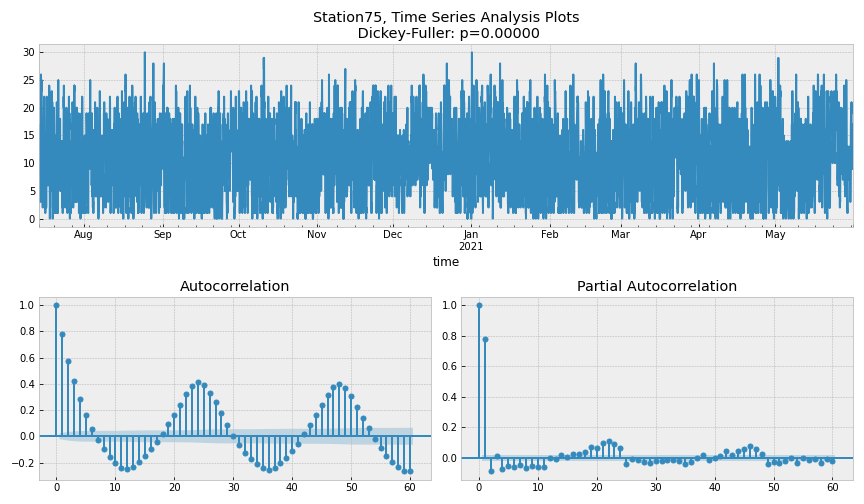 Station75, Time Series Analysis Plots
Dickey-Fuller: p=0.00000
30
25
20
15
10
5
0
Aug Sep Oct Nov Dec Jan Feb Mar Apr May
2021
time
Autocorrelation Partial Autocorrelation
1.0 1.0
0.8 0.8
0.6 0.6
0.4 0.4
0.2 0.2
0.0 0.0
−0.2
0 10 20 30 40 50 60 0 10 20 30 40 50 60